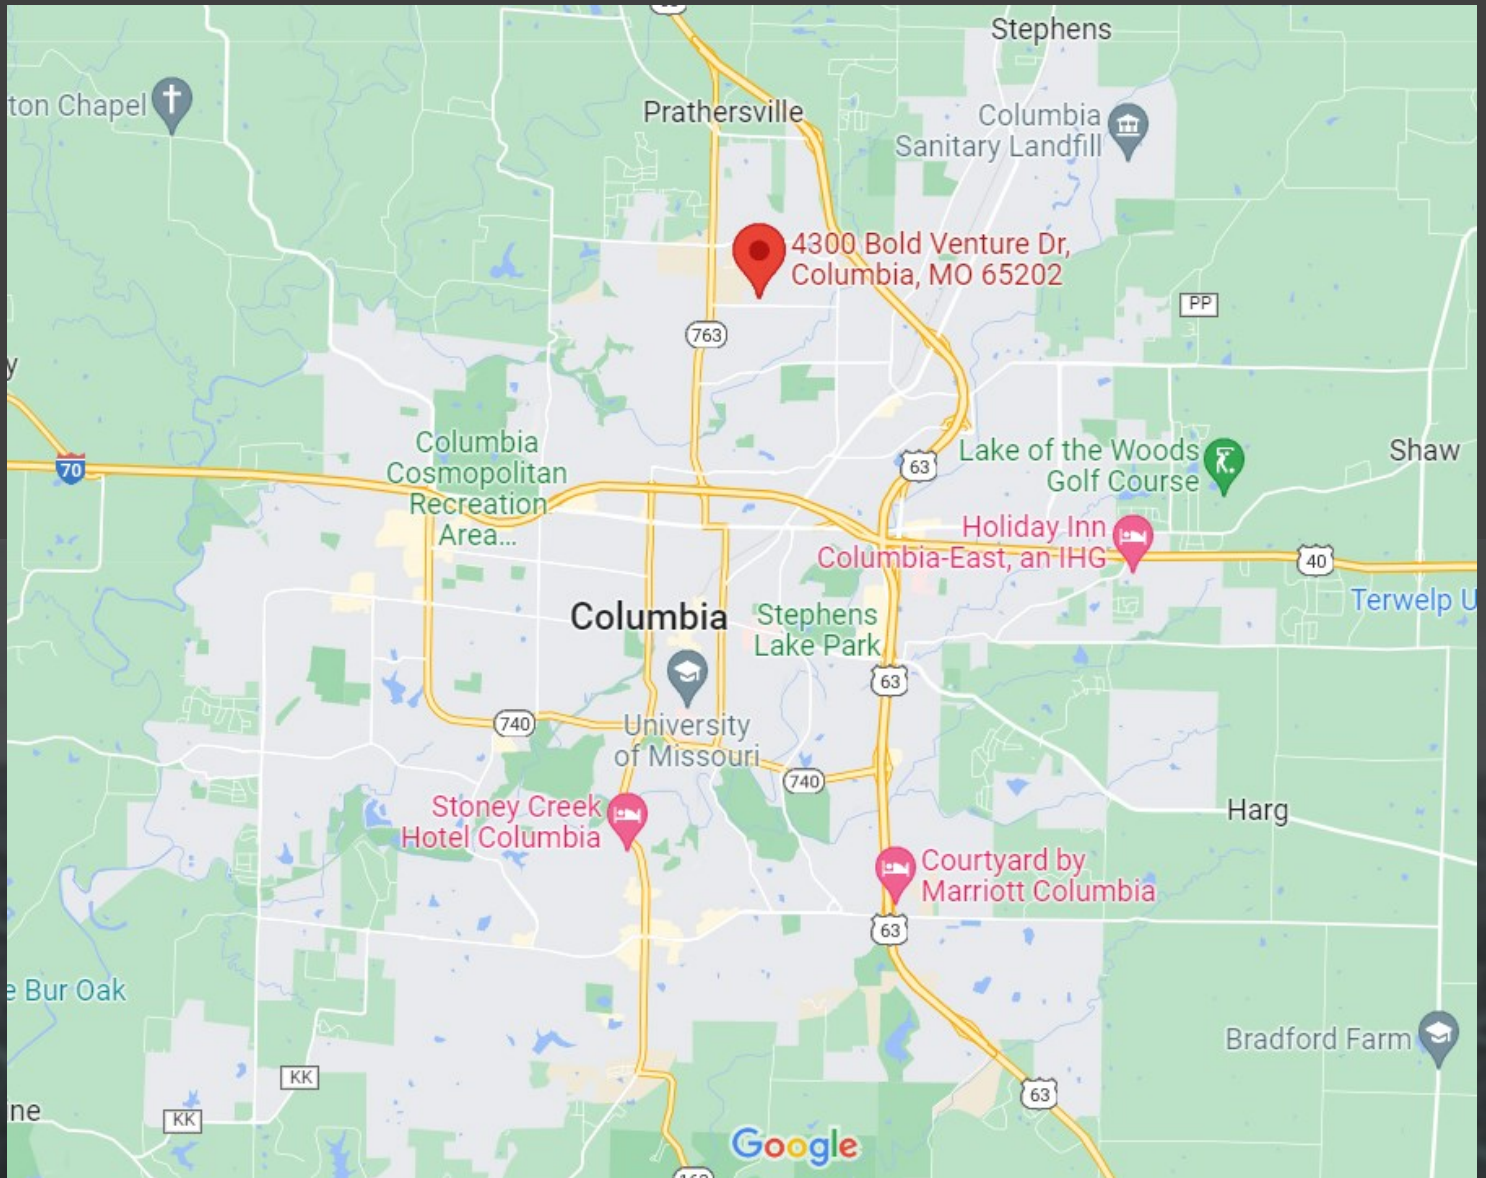 Stephens
ton Chapel
Prathersville
Columbia
Sanitary Landfill
4300 Bold Venture Dr,
Columbia, MO 65202
PP
763
y
Columbia
Cosmopolitan
Recreation
Area...
70
63
Lake of the Woods
Golf Course
Shaw
Holiday Inn
Columbia-East, an IHG
40
Terwelp U
Columbia
Stephens
Lake Park
63
740
University
of Missouri
740
Stoney Creek
Hotel Columbia
Harg
Courtyard by
Marriott Columbia
63
e Bur Oak
Bradford Farm
KK
63
ine
KK
Google